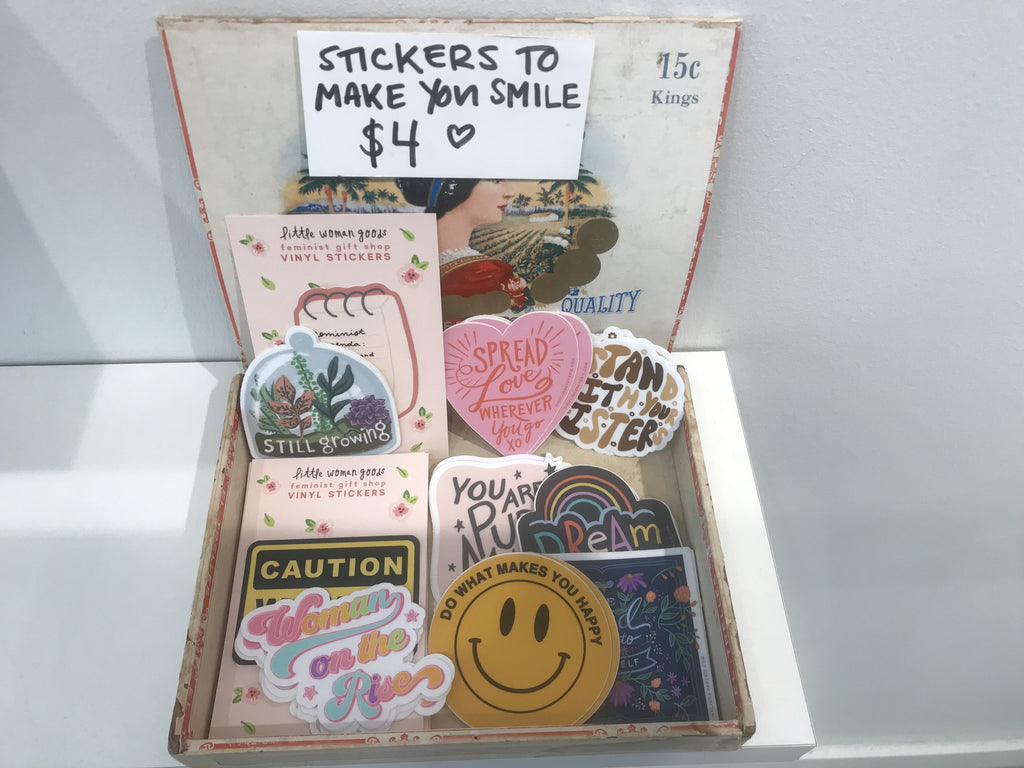 STICKERS TO
MAKE YOU SMILE
$4 ♡
15c
Kings
QUALITY
little woman goods
feminist gift shop
VINYL STICKERS
STILL growing
SPREAD
Love
WHEREVER
You go
XO
STAND
WITH YOUR
SISTERS
little woman goods
feminist gift shop
VINYL STICKERS
YOU ARE
DREAM
CAUTION
Woman
on the
Rise
DO WHAT MAKES YOU HAPPY